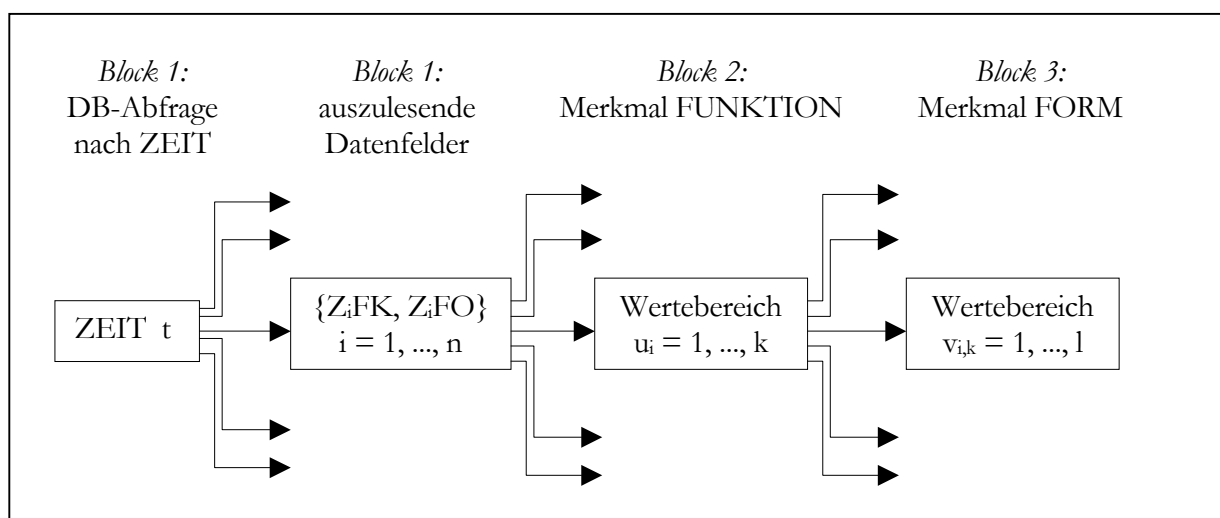 Block 1:
DB-Abfrage
nach ZEIT
Block 1:
auszulesende
Datenfelder
Block 2:
Merkmal FUNKTION
Block 3:
Merkmal FORM
ZEIT t
{ZiFK, ZiFO}
i = 1, ..., n
Wertebereich
ui = 1, ..., k
Wertebereich
vi,k = 1, ..., l